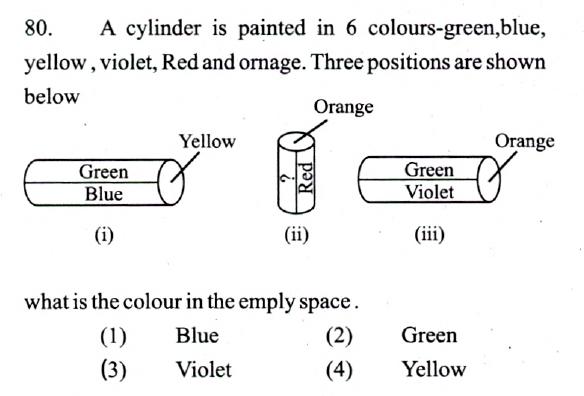 80. A cylinder is painted in 6 colours-green,blue,
yellow , violet, Red and ornage. Three positions are shown
below
Orange
Yellow
Orange
Green
Blue
?
Red
Green
Violet
(i)
(ii)
(iii)
what is the colour in the emply space .
(1) Blue (2) Green
(3) Violet (4) Yellow